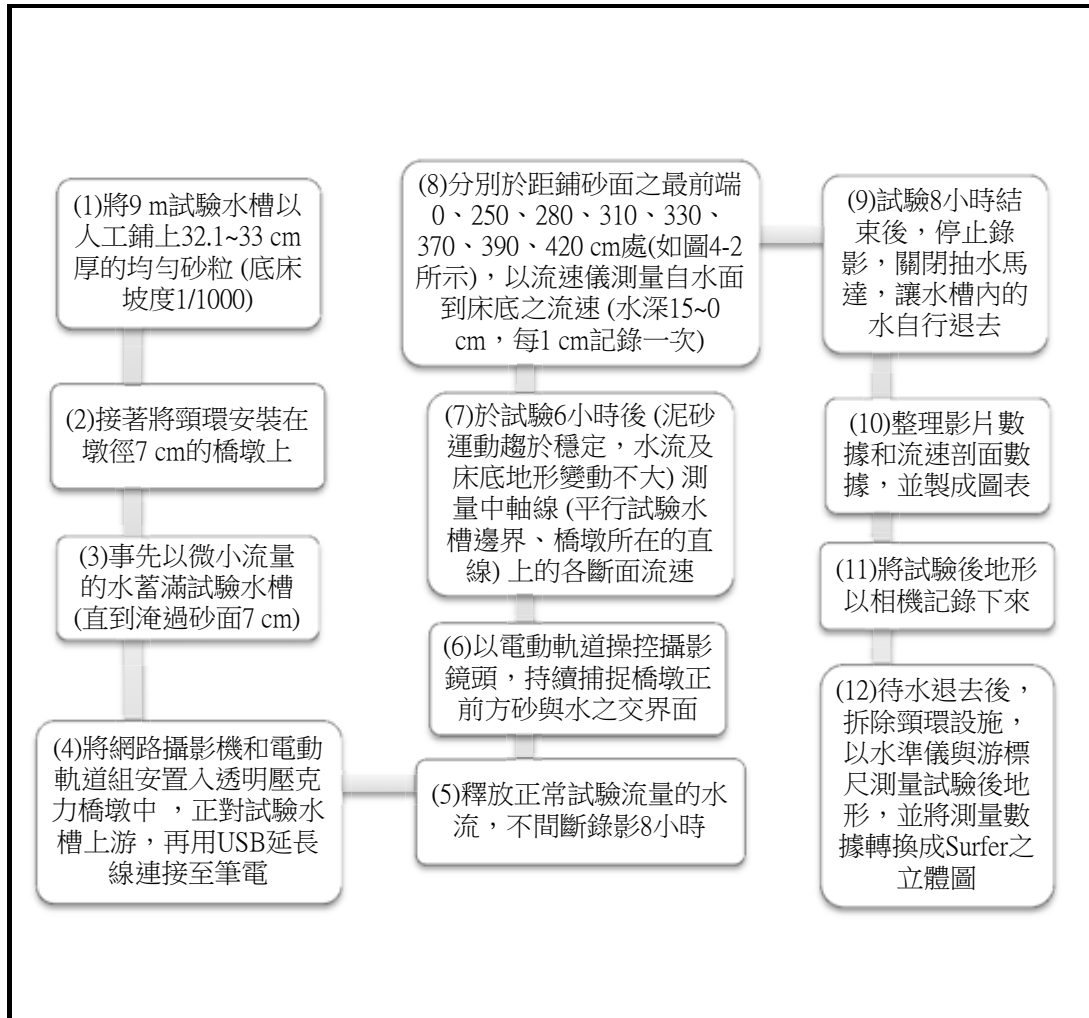 (1)將9 m試驗水槽以
人工鋪上32.1~33 cm
厚的均勻砂粒 (底床
坡度1/1000)
(2)接著將頸環安裝在
墩徑7 cm的橋墩上
(3)事先以微小流量
的水蓄滿試驗水槽
(直到淹過砂面7 cm)
(4)將網路攝影機和電動
軌道組安置入透明壓克
力橋墩中 ，正對試驗水
槽上游，再用USB延長
線連接至筆電
(5)釋放正常試驗流量的水
流，不間斷錄影8小時
(6)以電動軌道操控攝影
鏡頭，持續捕捉橋墩正
前方砂與水之交界面
(7)於試驗6小時後 (泥砂
運動趨於穩定，水流及
床底地形變動不大) 測
量中軸線 (平行試驗水
槽邊界、橋墩所在的直
線) 上的各斷面流速
(8)分別於距鋪砂面之最前端
0、250、280、310、330、
370、390、420 cm處(如圖4-2
所示)，以流速儀測量自水面
到床底之流速 (水深15~0
cm，每1 cm記錄一次)
(9)試驗8小時結
束後，停止錄
影，關閉抽水馬
達，讓水槽內的
水自行退去
(10)整理影片數
據和流速剖面數
據，並製成圖表
(11)將試驗後地形
以相機記錄下來
(12)待水退去後，
拆除頸環設施，
以水準儀與游標
尺測量試驗後地
形，並將測量數
據轉換成Surfer之
立體圖